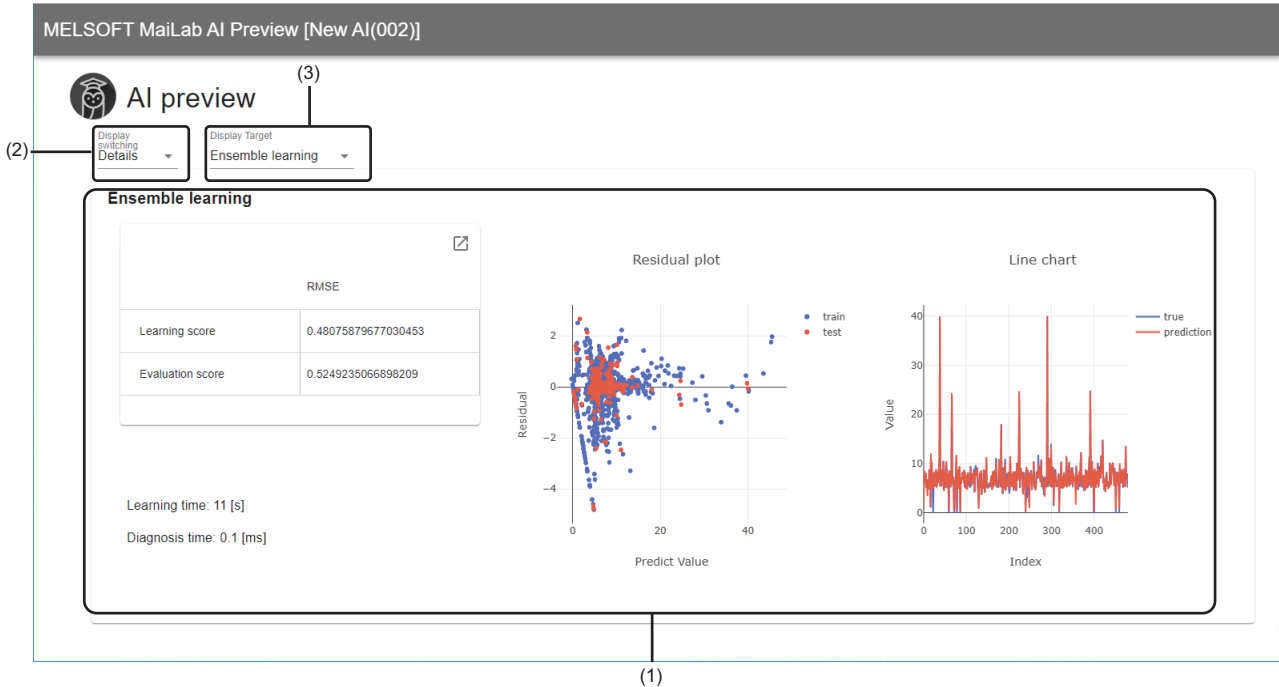 MELSOFT MaiLab AI Preview [New AI(002)]
(3)
AI preview
(2)
Display
switching
Details
Display Target
Ensemble learning
Ensemble learning
RMSE
Learning score
0.48075879677030453
Evaluation score
0.5249235066898209
Learning time: 11 [s]
Diagnosis time: 0.1 [ms]
Residual plot
train
test
2
0
−2
−4
Residual
0
20
40
Predict Value
Line chart
true
prediction
40
30
20
10
0
Value
0
100
200
300
400
Index
(1)